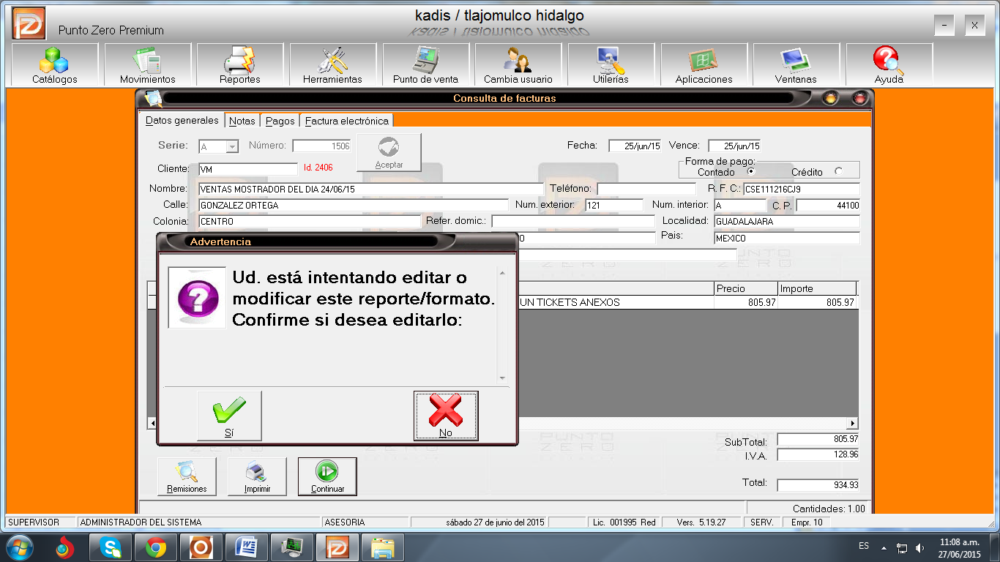 kadis / tlajomulco hidalgo
Punto Zero Premium
Catálogos Movimientos Reportes Herramientas Punto de venta Cambia usuario Utilerías Aplicaciones Ventanas Ayuda
Consulta de facturas
Datos generales Notas Pagos Factura electrónica
Serie: A Número: 1506 Aceptar Fecha: 25/jun/15 Vence: 25/jun/15
Cliente: VM Id. 2406 Forma de pago: Contado Crédito
Nombre: VENTAS MOSTRADOR DEL DIA 24/06/15 Teléfono: R. F. C.: CSE111216CJ9
Calle: GONZALEZ ORTEGA Num. exterior: 121 Num. interior: A C. P. 44100
Colonia: CENTRO Refer. domic.: Localidad: GUADALAJARA
O Pais: MEXICO
Advertencia
Ud. está intentando editar o
modificar este reporte/formato.
Confirme si desea editarlo:
Sí No
Precio Importe
UN TICKETS ANEXOS 805.97 805.97
PUNTO
ZERO
SubTotal: 805.97
I.V.A. 128.96
Total: 934.93
Remisiones Imprimir Continuar
Cantidades: 1.00
SUPERVISOR ADMINISTRADOR DEL SISTEMA ASESORIA sábado 27 de junio del 2015 Lic. 001995 Red Vers. 5.19.27 SERV. Empr. 10
ES 11:08 a.m.
27/06/2015